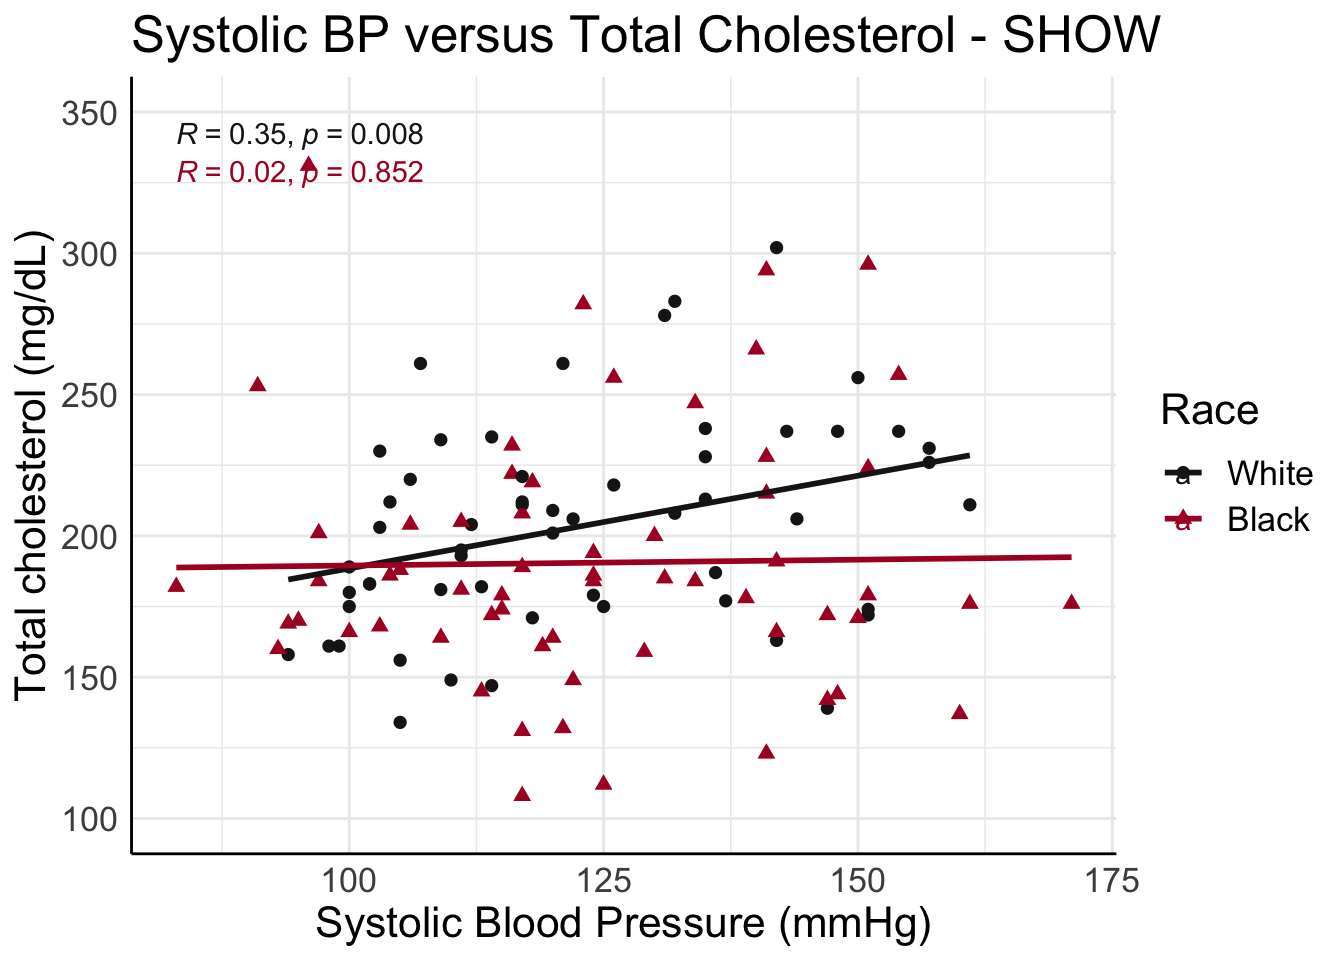 Systolic BP versus Total Cholesterol - SHOW
R = 0.35, p = 0.008
R = 0.02, p = 0.852
350
300
250
200
150
100
Total cholesterol (mg/dL)
100 125 150 175
Systolic Blood Pressure (mmHg)
Race
a White
a Black